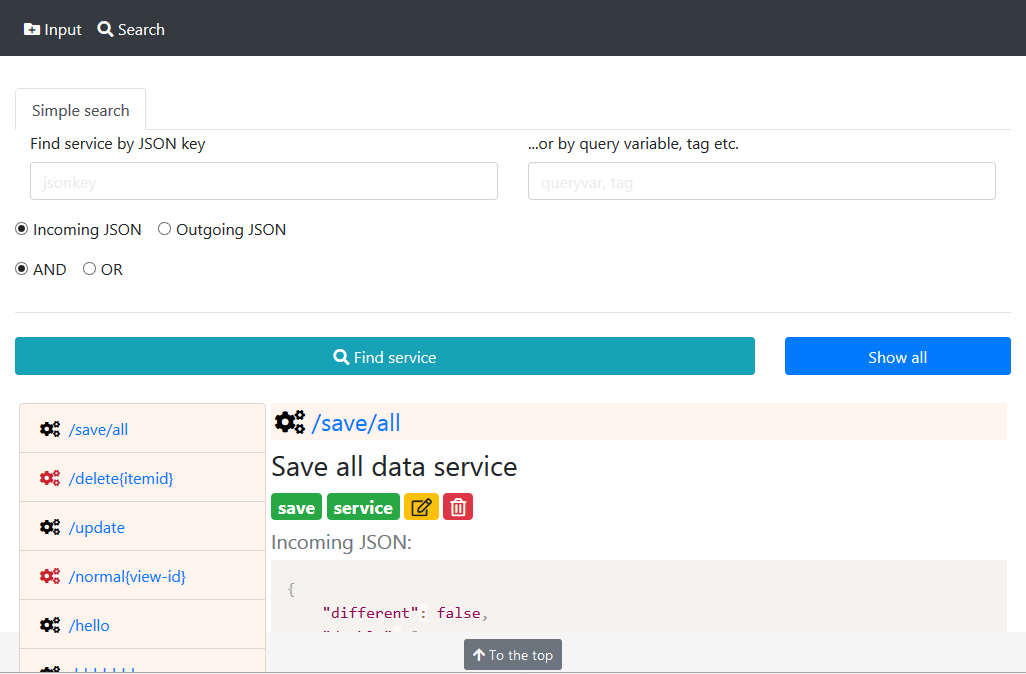 Input Search
Simple search
Find service by JSON key
...or by query variable, tag etc.
jsonkey
queryvar, tag
Incoming JSON Outgoing JSON
AND OR
Find service
Show all
/save/all
/delete{itemid}
/update
/normal{view-id}
/hello
/save/all
Save all data service
save service
Incoming JSON:
{
"different": false,
To the top